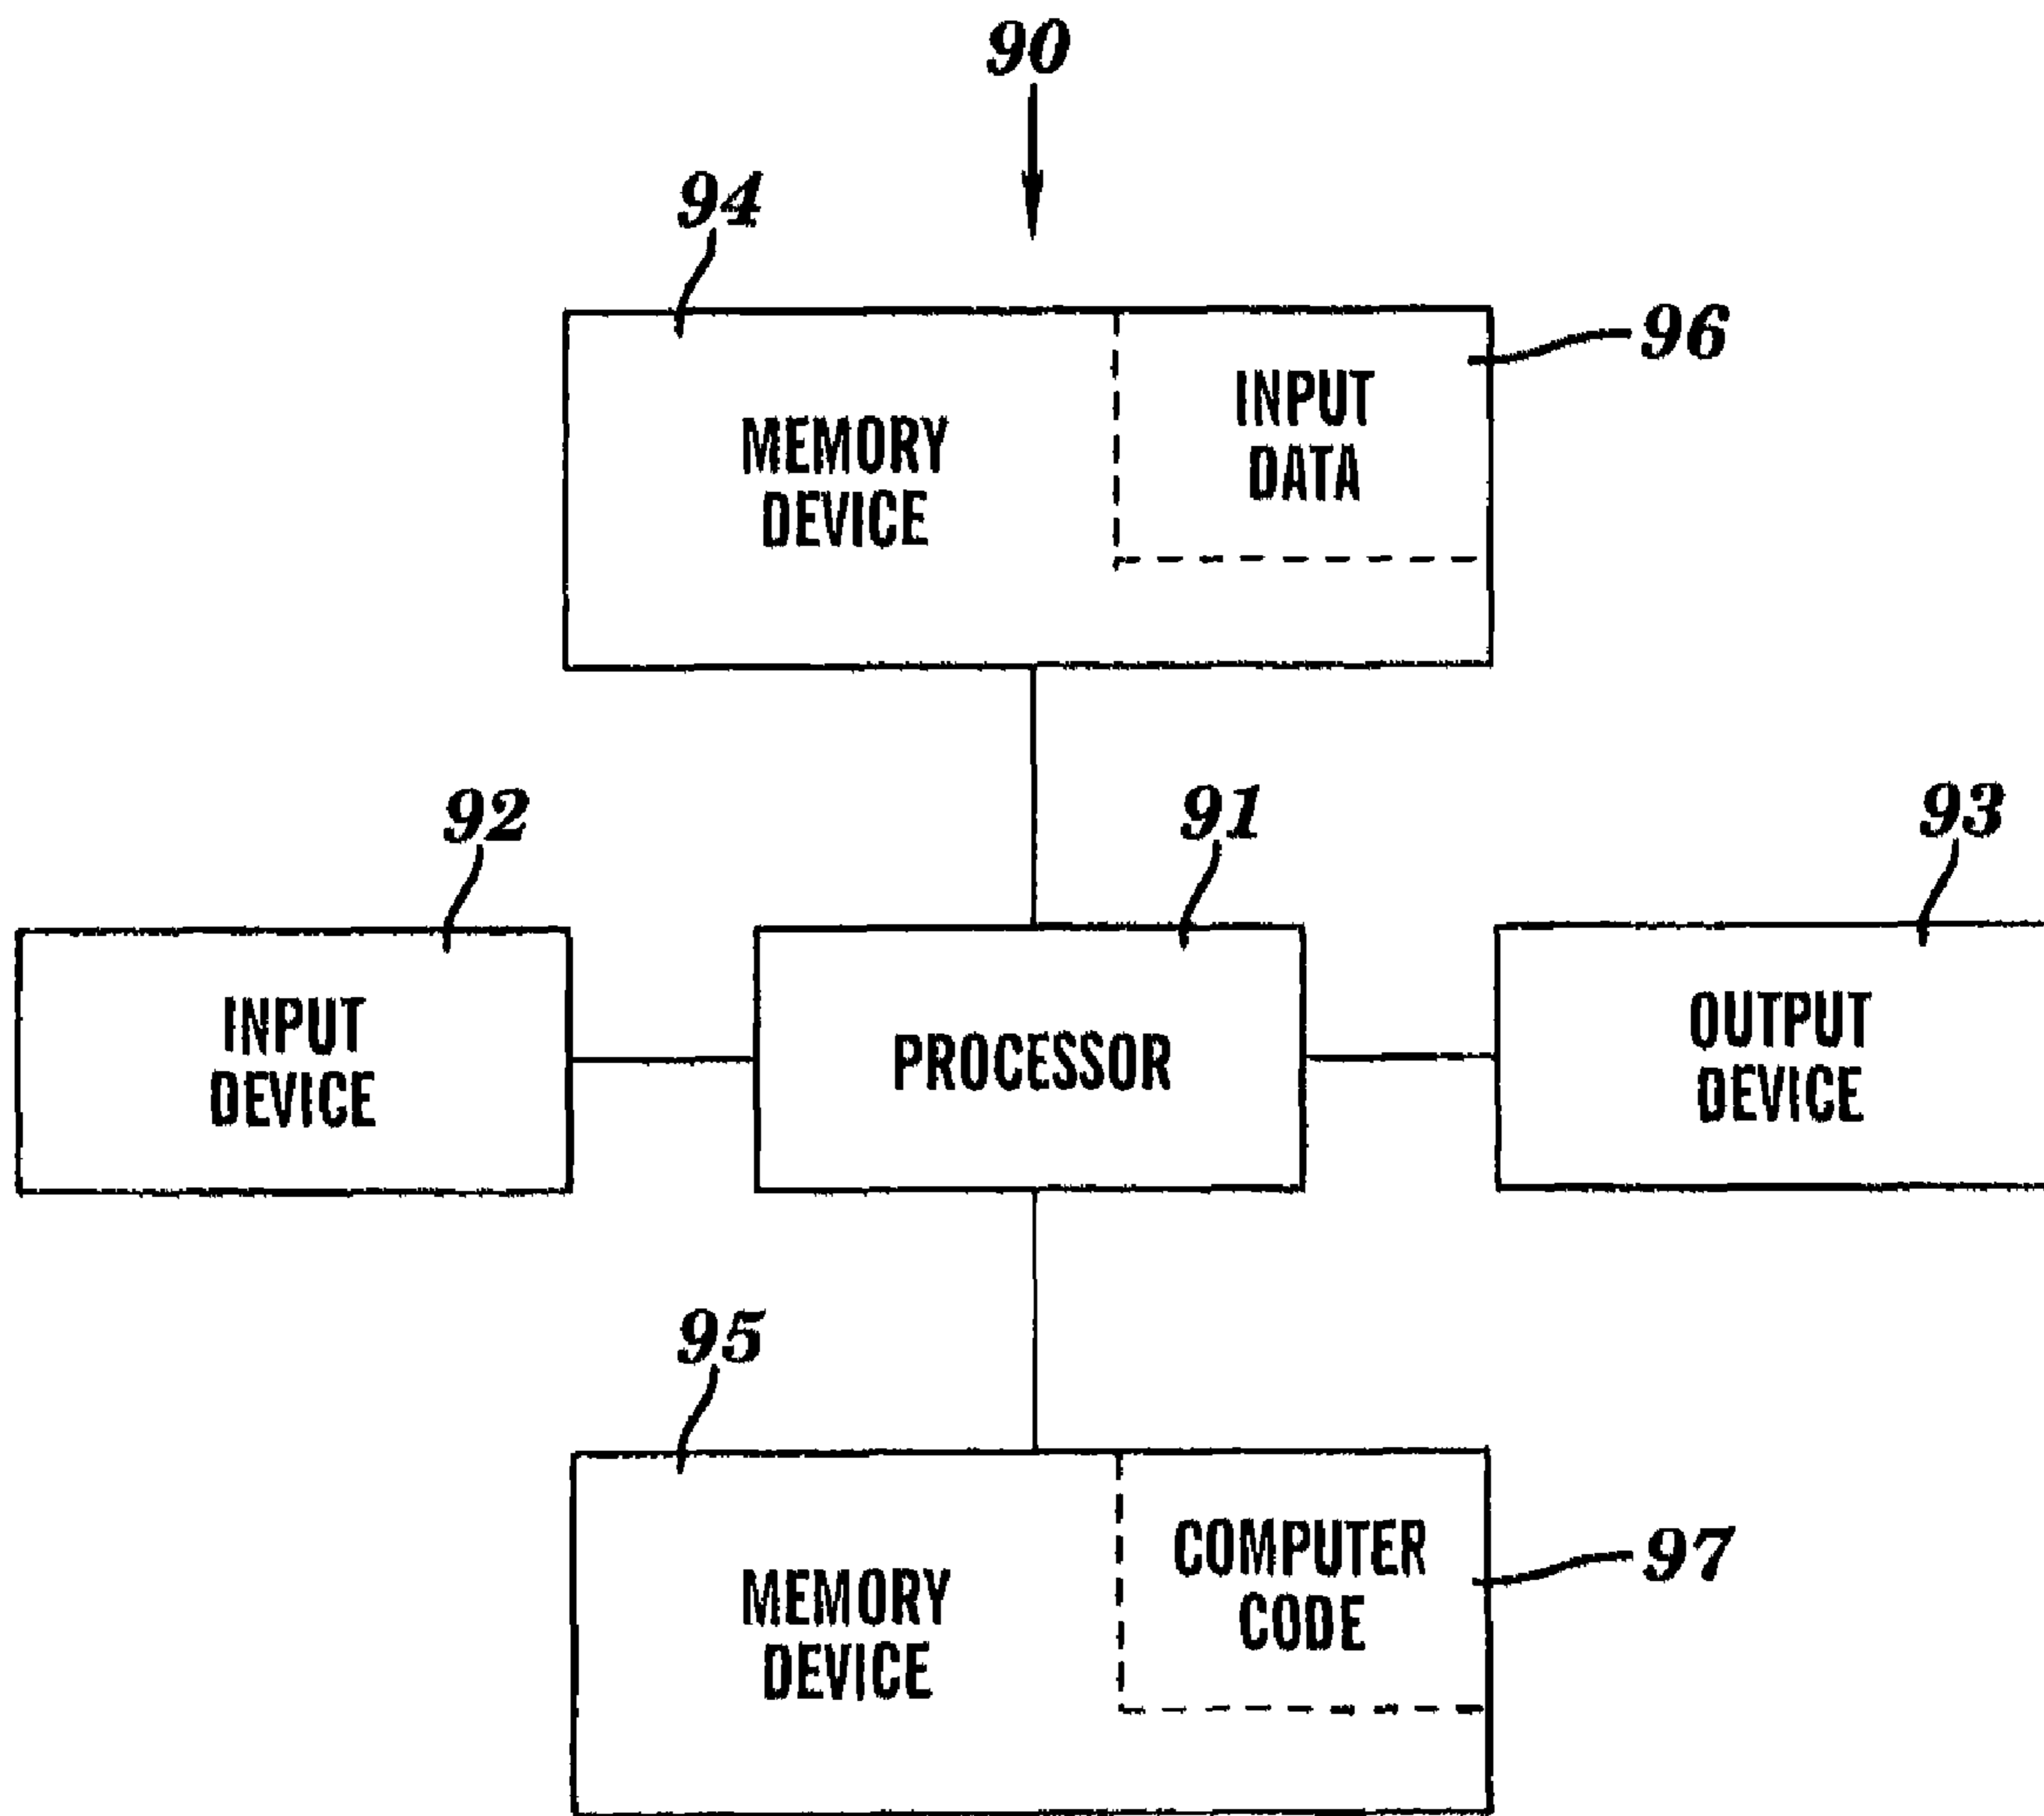 90
94
96
INPUT
DATA
MEMORY
DEVICE
92
91
93
INPUT
DEVICE
PROCESSOR
OUTPUT
DEVICE
95
97
COMPUTER
CODE
MEMORY
DEVICE